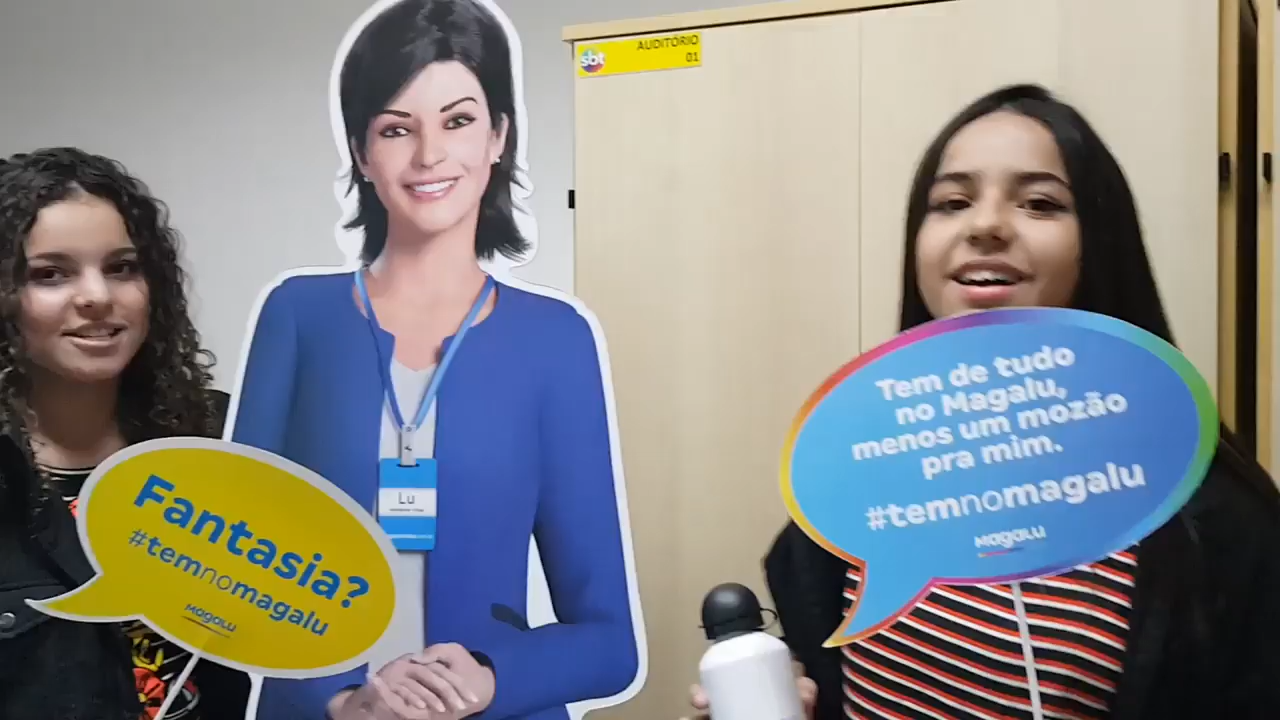 sbt
AUDITÓRIO
01
Lu
Fantasia?
#temnomagalu
Magalu
Tem de tudo
no Magalu,
menos um mozão
pra mim.
#temnomagalu
Magalu